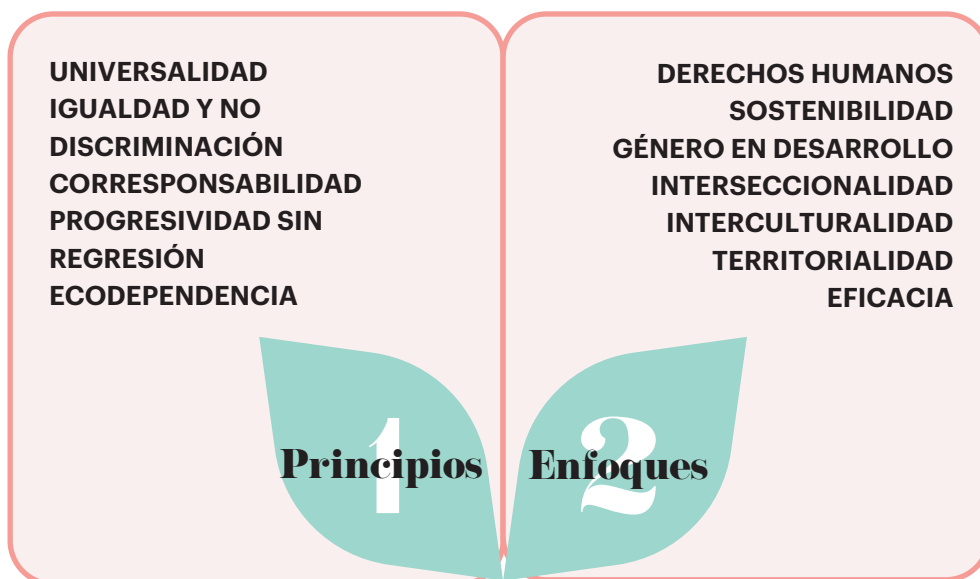 UNIVERSALIDAD
IGUALDAD Y NO
DISCRIMINACIÓN
CORRESPONSABILIDAD
PROGRESIVIDAD SIN
REGRESIÓN
ECODEPENDENCIA
1
Principios
DERECHOS HUMANOS
SOSTENIBILIDAD
GÉNERO EN DESARROLLO
INTERSECCIONALIDAD
INTERCULTURALIDAD
TERRITORIALIDAD
EFICACIA
2
Enfoques